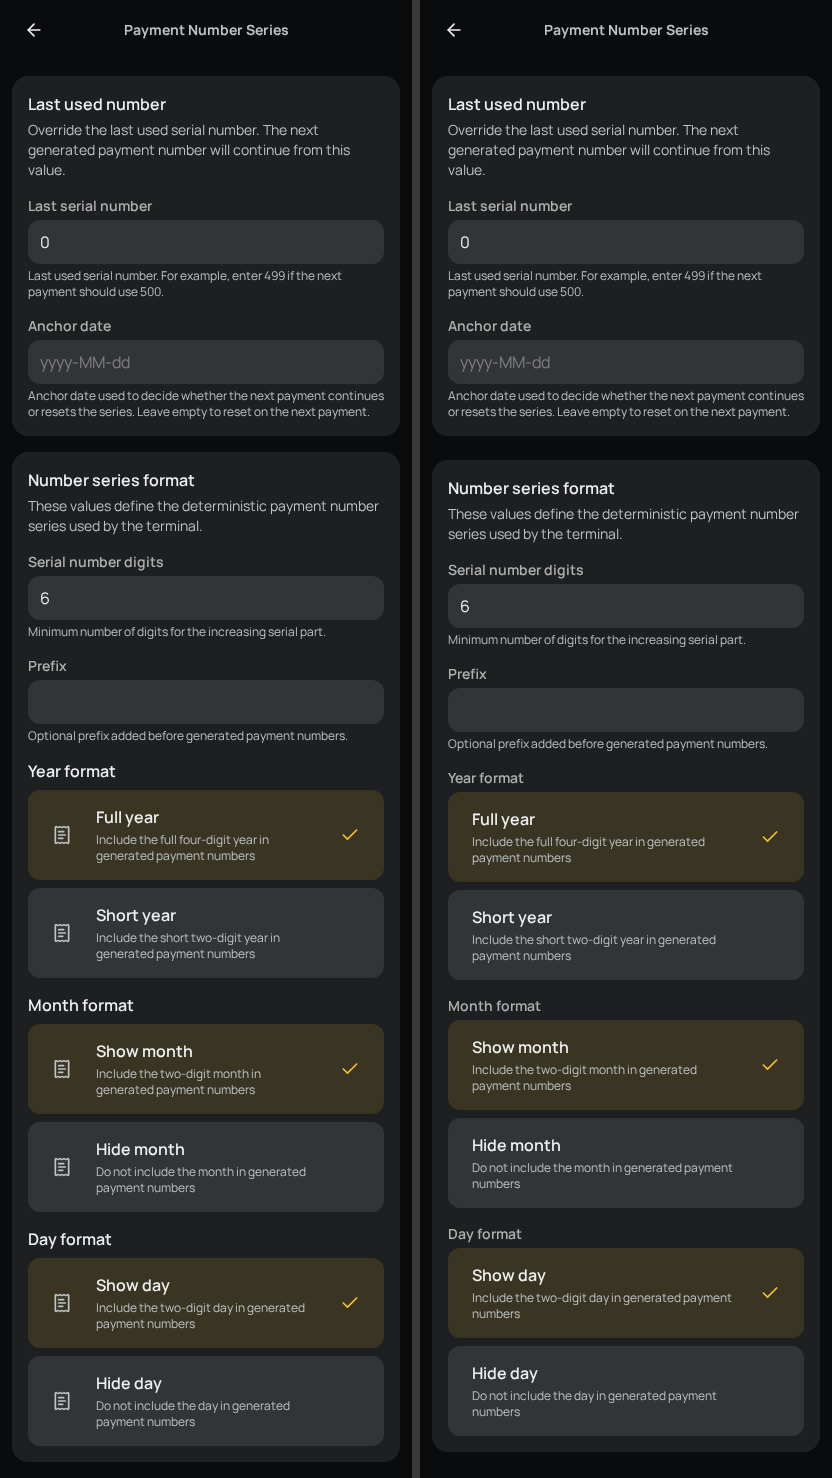 Payment Number Series
Last used number
Override the last used serial number. The next
generated payment number will continue from this
value.
Last serial number
0
Last used serial number. For example, enter 499 if the next
payment should use 500.
Anchor date
yyyy-MM-dd
Anchor date used to decide whether the next payment continues
or resets the series. Leave empty to reset on the next payment.
Number series format
These values define the deterministic payment number
series used by the terminal.
Serial number digits
6
Minimum number of digits for the increasing serial part.
Prefix
Optional prefix added before generated payment numbers.
Year format
Full year
Include the full four-digit year in
generated payment numbers
Short year
Include the short two-digit year in
generated payment numbers
Month format
Show month
Include the two-digit month in
generated payment numbers
Hide month
Do not include the month in generated
payment numbers
Day format
Show day
Include the two-digit day in generated
payment numbers
Hide day
Do not include the day in generated
payment numbers
Payment Number Series
Last used number
Override the last used serial number. The next
generated payment number will continue from this
value.
Last serial number
0
Last used serial number. For example, enter 499 if the next
payment should use 500.
Anchor date
yyyy-MM-dd
Anchor date used to decide whether the next payment continues
or resets the series. Leave empty to reset on the next payment.
Number series format
These values define the deterministic payment number
series used by the terminal.
Serial number digits
6
Minimum number of digits for the increasing serial part.
Prefix
Optional prefix added before generated payment numbers.
Year format
Full year
Include the full four-digit year in generated
payment numbers
Short year
Include the short two-digit year in generated
payment numbers
Month format
Show month
Include the two-digit month in generated
payment numbers
Hide month
Do not include the month in generated payment
numbers
Day format
Show day
Include the two-digit day in generated payment
numbers
Hide day
Do not include the day in generated payment
numbers